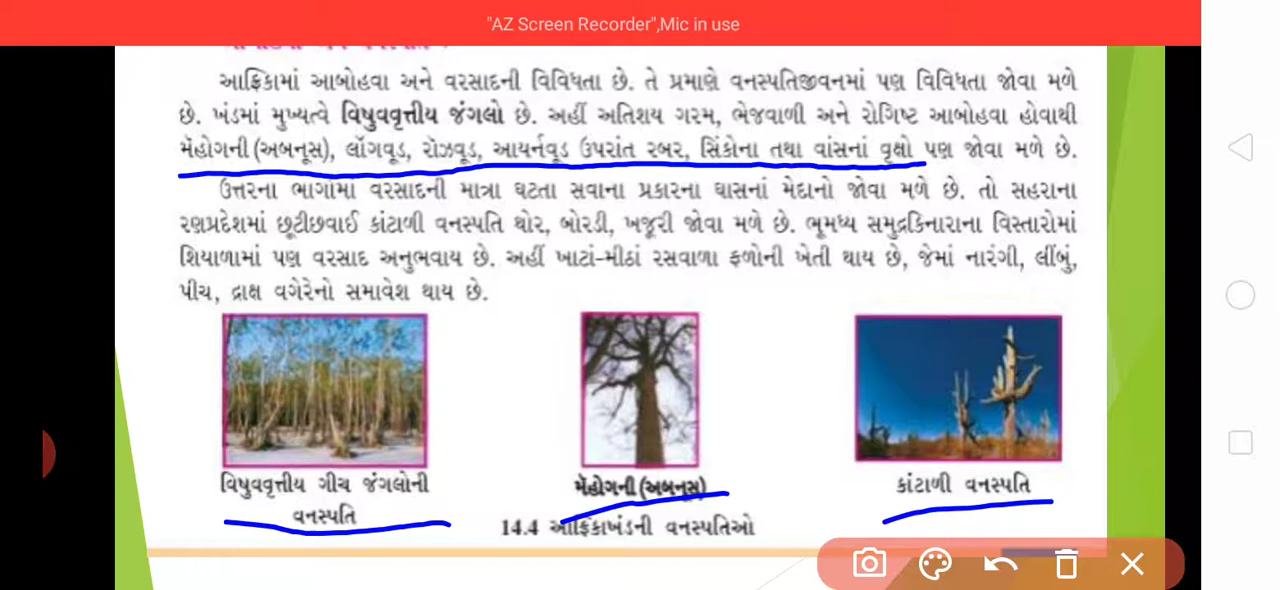 "AZ Screen Recorder",Mic in use
આફ્રિકામાં આબોહવા અને વરસાદની વિવિધતા છે. તે પ્રમાણે વનસ્પતિજીવનમાં પણ વિવિધતા જોવા મળે
છે. ખંડમાં મુખ્યત્વે વિષુવવૃત્તીય જંગલો છે. અહીં અતિશય ગરમ, ભેજવાળી અને રોગિષ્ટ આબોહવા હોવાથી
મૅહોગની (અબનૂસ), લૉગવૂડ, રૉઝવૂડ, આયર્નવૂડ ઉપરાંત રબર, સિંકોના તથા વાંસનાં વૃક્ષો પણ જોવા મળે છે.
ઉત્તરના ભાગોમાં વરસાદની માત્રા ઘટતા સવાના પ્રકારના ઘાસનાં મેદાનો જોવા મળે છે. તો સહરાના
રણપ્રદેશમાં છૂટીછવાઈ કાંટાળી વનસ્પતિ થોર, બોરડી, ખજૂરી જોવા મળે છે. ભૂમધ્ય સમુદ્રકિનારાના વિસ્તારોમાં
શિયાળામાં પણ વરસાદ અનુભવાય છે. અહીં ખાટાં-મીઠાં રસવાળા ફળોની ખેતી થાય છે, જેમાં નારંગી, લીંબું,
પીચ, દ્રાક્ષ વગેરેનો સમાવેશ થાય છે.
વિષુવવૃત્તીય ગીચ જંગલોની
વનસ્પતિ
મૅહોગની (અબનૂસ)
કાંટાળી વનસ્પતિ
14.4 આફ્રિકાખંડની વનસ્પતિઓ